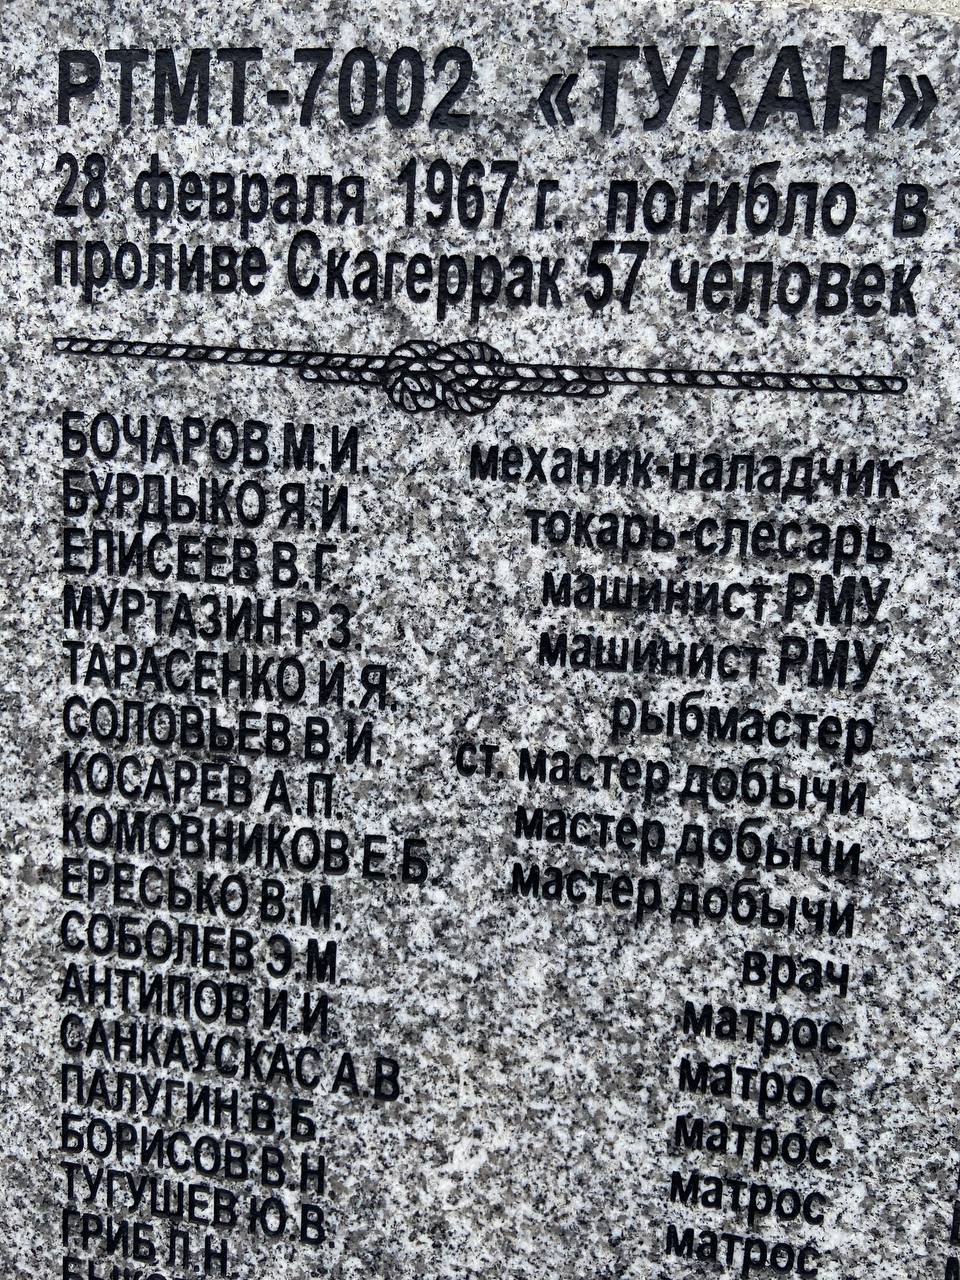 РТМТ-7002 «ТУКАН»
28 февраля 1967 г. погибло в
проливе Скагеррак 57 человек
БОЧАРОВ М.И. механик-наладчик
БУРДЫКО Я.И. токарь-слесарь
ЕЛИСЕЕВ В.Г. машинист РМУ
МУРТАЗИН Р.З. машинист РМУ
ТАРАСЕНКО И.Я. рыбмастер
СОЛОВЬЕВ В.И. ст. мастер добычи
КОСАРЕВ А.П. мастер добычи
КОМОВНИКОВ Е.Б. мастер добычи
ЕРЕСЬКО В.М. врач
СОБОЛЕВ Э.М. матрос
АНТИПОВ И.И. матрос
САНКАУСКАС А.В. матрос
ПАЛУГИН В.Б. матрос
БОРИСОВ В.Н. матрос
ТУГУШЕВ Ю.В.
ГРИБ Л.Н.